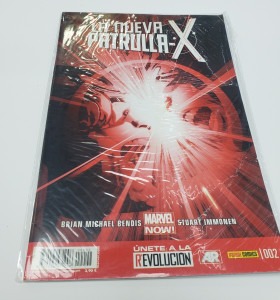 LA NUEVA
PATRULLA-X
BRIAN MICHAEL BENDIS MARVEL NOW! STUART IMMONEN
ÚNETE A LA
REVOLUCIÓN
AR
PANINI COMICS
002